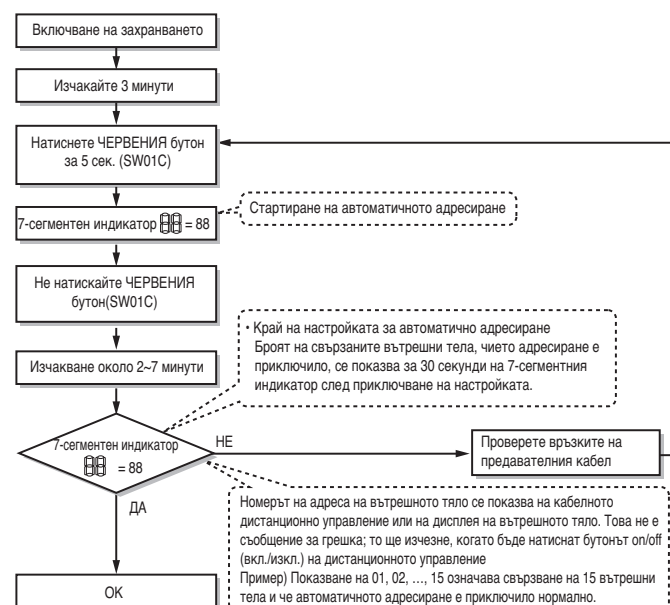 Включване на захранването
Изчакайте 3 минути
Натиснете ЧЕРВЕНИЯ бутон
за 5 сек. (SW01C)
7-сегментен индикатор 88 = 88
Стартиране на автоматичното адресиране
Не натискайте ЧЕРВЕНИЯ
бутон(SW01C)
• Край на настройката за автоматично адресиране
Броят на свързаните вътрешни тела, чието адресиране е
приключило, се показва за 30 секунди на 7-сегментния
индикатор след приключване на настройката.
Изчакване около 2~7 минути
7-сегментен индикатор
88 = 88
НЕ
Проверете връзките на
предавателния кабел
ДА
Номерът на адреса на вътрешното тяло се показва на кабелното
дистанционно управление или на дисплея на вътрешното тяло. Това не е
съобщение за грешка; то ще изчезне, когато бъде натиснат бутонът on/off
(вкл./изкл.) на дистанционното управление
Пример) Показване на 01, 02, ..., 15 означава свързване на 15 вътрешни
тела и че автоматичното адресиране е приключило нормално.
OK